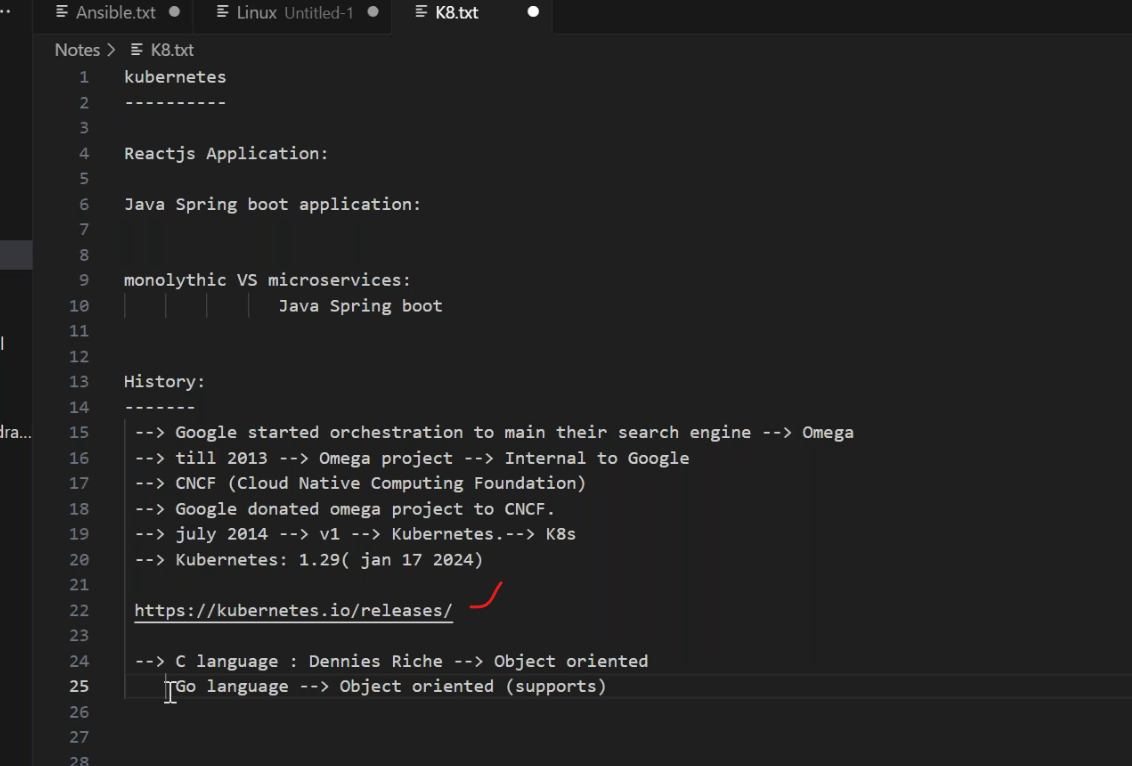 Ansible.txt Linux Untitled-1 K8.txt
Notes > K8.txt
1 kubernetes
2 ----------
3
4 Reactjs Application:
5
6 Java Spring boot application:
7
8
9 monolythic VS microservices:
10 Java Spring boot
11
12
13 History:
14 -------
15 --> Google started orchestration to main their search engine --> Omega
16 --> till 2013 --> Omega project --> Internal to Google
17 --> CNCF (Cloud Native Computing Foundation)
18 --> Google donated omega project to CNCF.
19 --> july 2014 --> v1 --> Kubernetes.--> K8s
20 --> Kubernetes: 1.29( jan 17 2024)
21
22 https://kubernetes.io/releases/
23
24 --> C language : Dennies Riche --> Object oriented
25 Go language --> Object oriented (supports)
26
27
28